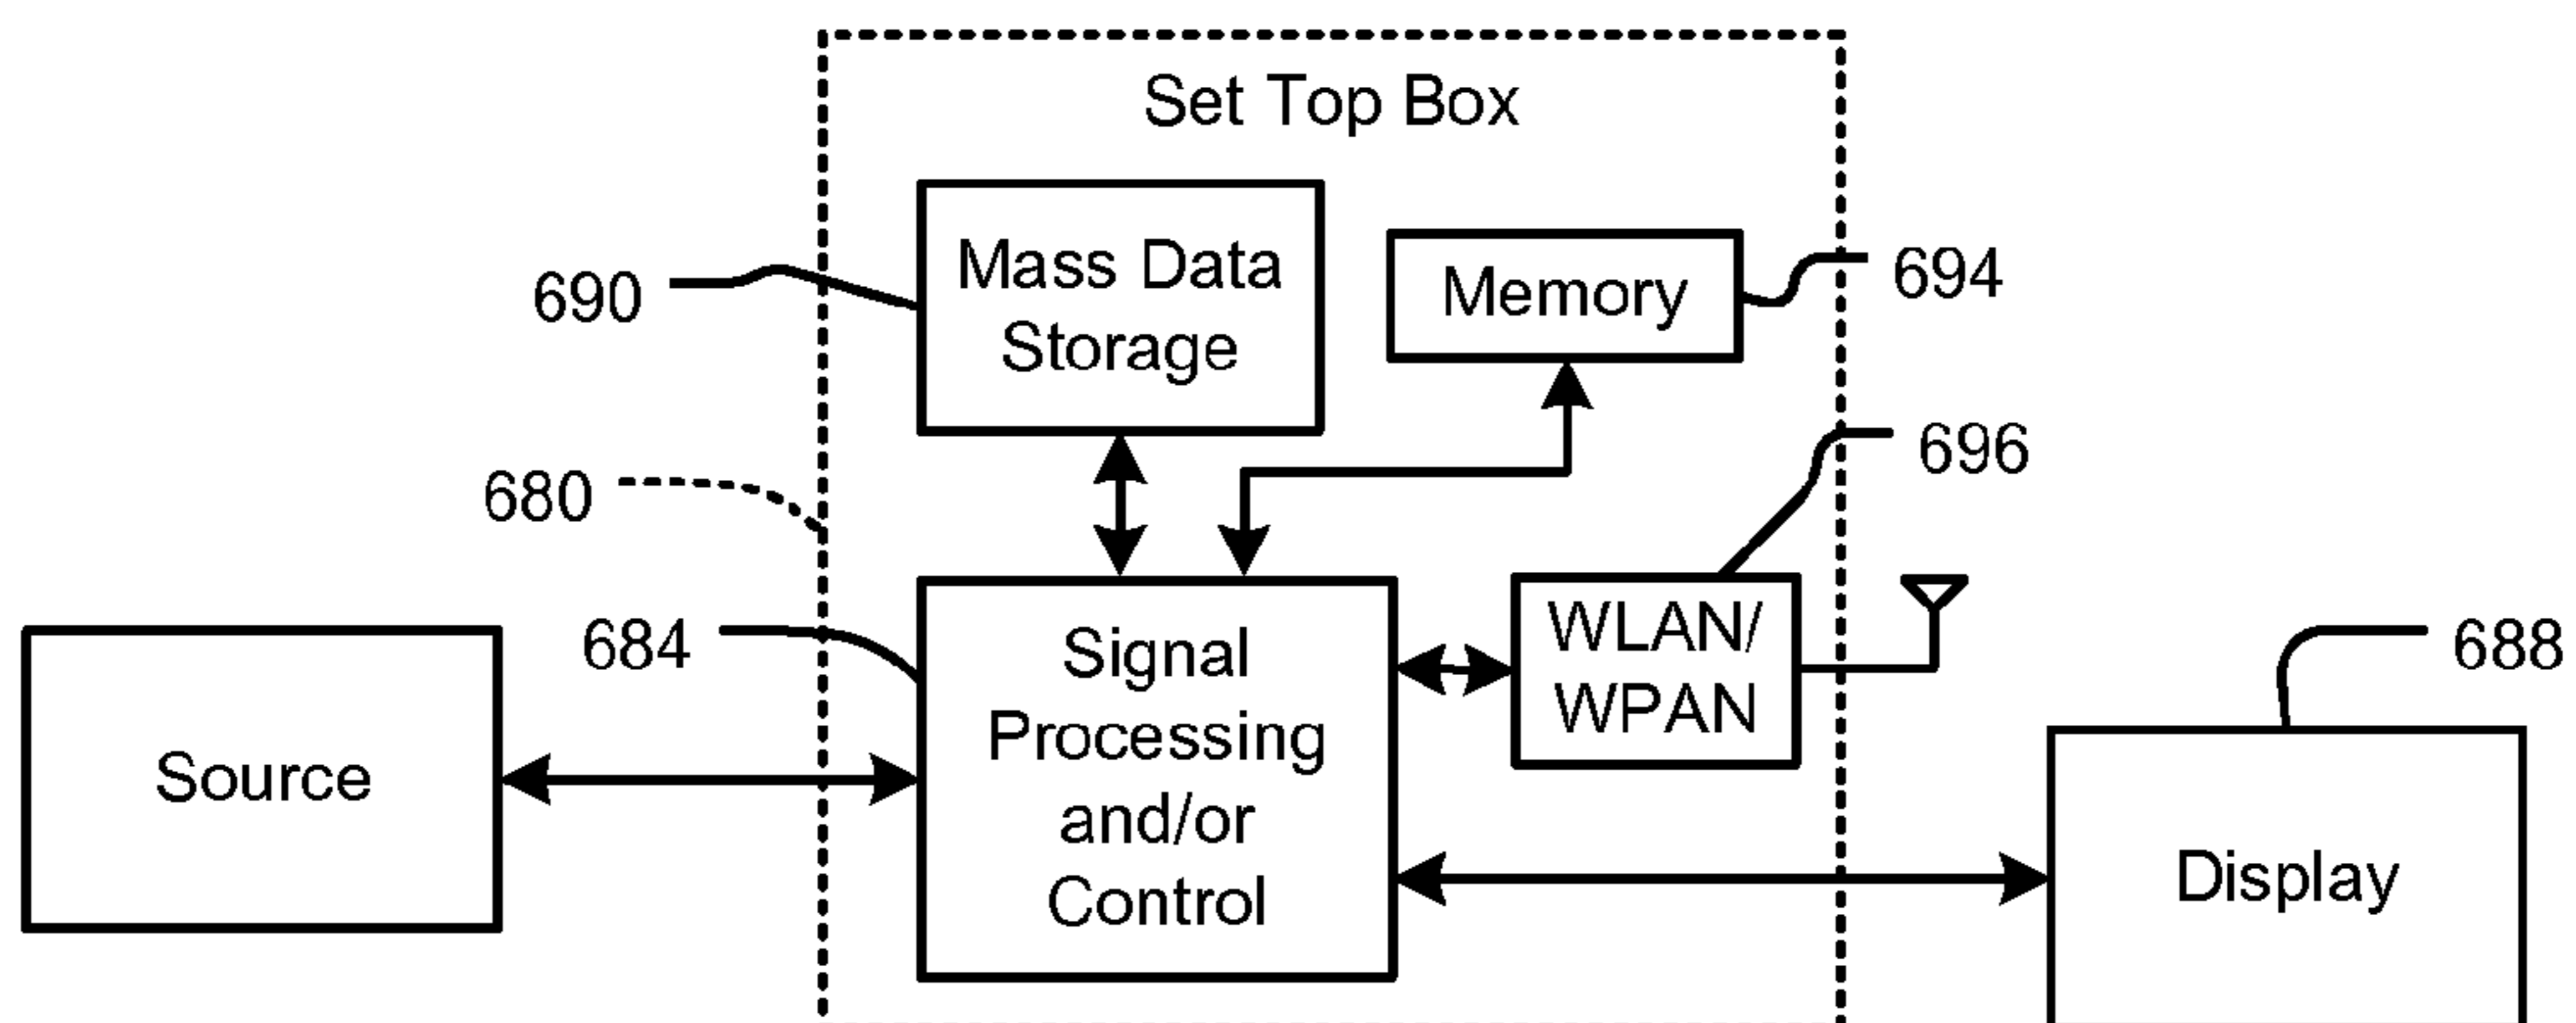 Set Top Box
690
Mass Data
Storage
Memory
694
680
696
684
Source
Signal
Processing
and/or
Control
WLAN/
WPAN
688
Display